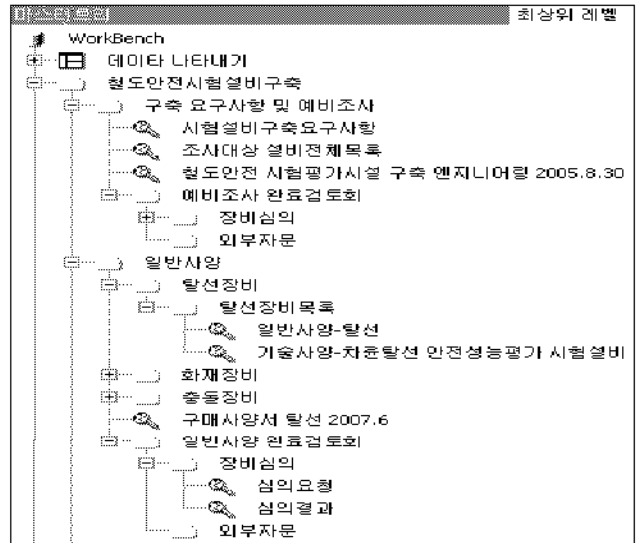 마스터트리 최상위 레벨
WorkBench
데이타 나타내기
철도안전시험설비구축
구축 요구사항 및 예비조사
시험설비구축요구사항
조사대상 설비전체목록
철도안전 시험평가시설 구축 엔지니어링 2005.8.30
예비조사 완료검토회
장비심의
외부자문
일반사양
탈선장비
탈선장비목록
일반사양-탈선
기술사양-차륜탈선 안전성능평가 시험설비
화재장비
충돌장비
구매사양서 탈선 2007.6
일반사양 완료검토회
장비심의
심의요청
심의결과
외부자문